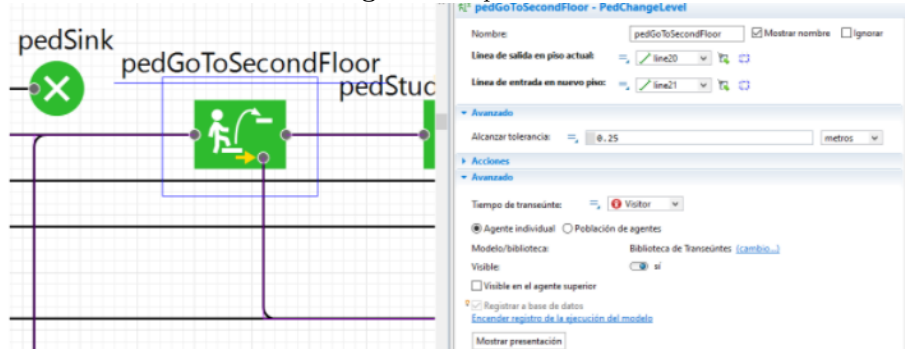 pedSink
pedGoToSecondFloor
pedStud
pedGoToSecondFloor - PedChangeLevel
Nombre: pedGoToSecondFloor Mostrar nombre Ignorar
Línea de salida en piso actual: line20
Línea de entrada en nuevo piso: line21
Avanzado
Alcanzar tolerancia: 0.25 metros
Acciones
Avanzado
Tiempo de transeúnte: Visitor
Agente individual Población de agentes
Modelo/biblioteca: Biblioteca de Transeúntes (cambio...)
Visible: sí
Visible en el agente superior
Registrar a base de datos
Encender registro de la ejecución del modelo
Mostrar presentación